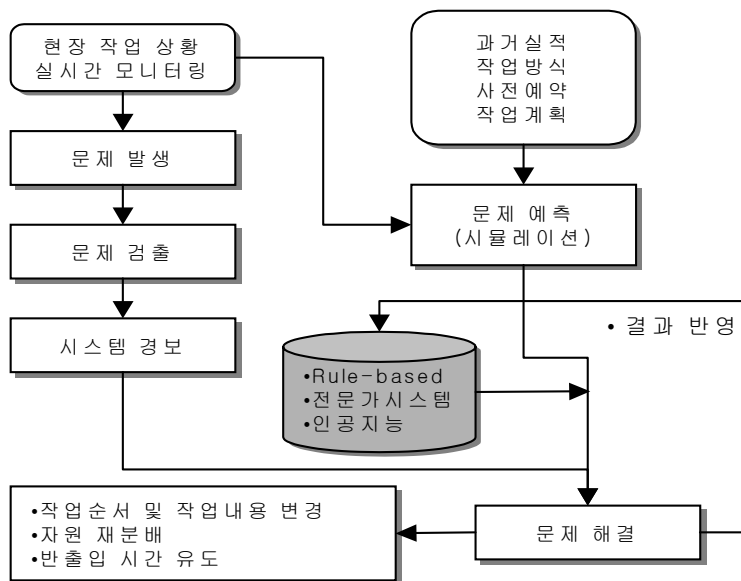 현장 작업 상황
실시간 모니터링
문제 발생
문제 검출
시스템 경보
과거실적
작업방식
사전예약
작업계획
문제 예측
(시뮬레이션)
• 결과 반영
•Rule-based
•전문가시스템
•인공지능
•작업순서 및 작업내용 변경
•자원 재분배
•반출입 시간 유도
문제 해결